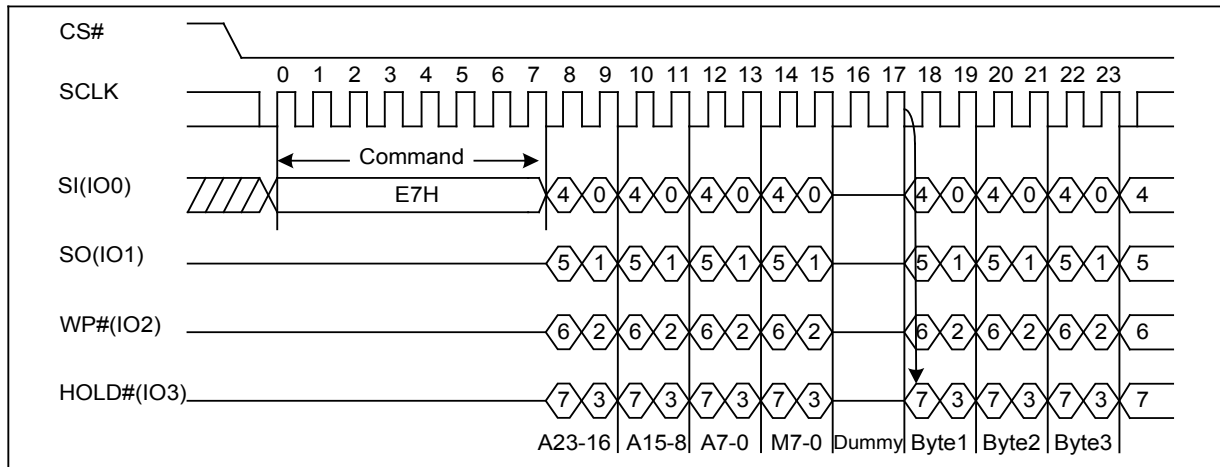 CS#
0 1 2 3 4 5 6 7 8 9 10 11 12 13 14 15 16 17 18 19 20 21 22 23
SCLK
Command
SI(IO0) E7H 4 0 4 0 4 0 4 0 4 0 4 0 4 0 4
SO(IO1) 5 1 5 1 5 1 5 1 5 1 5 1 5 1 5
WP#(IO2) 6 2 6 2 6 2 6 2 6 2 6 2 6 2 6
HOLD#(IO3) 7 3 7 3 7 3 7 3 7 3 7 3 7 3 7
A23-16 A15-8 A7-0 M7-0 Dummy Byte1 Byte2 Byte3